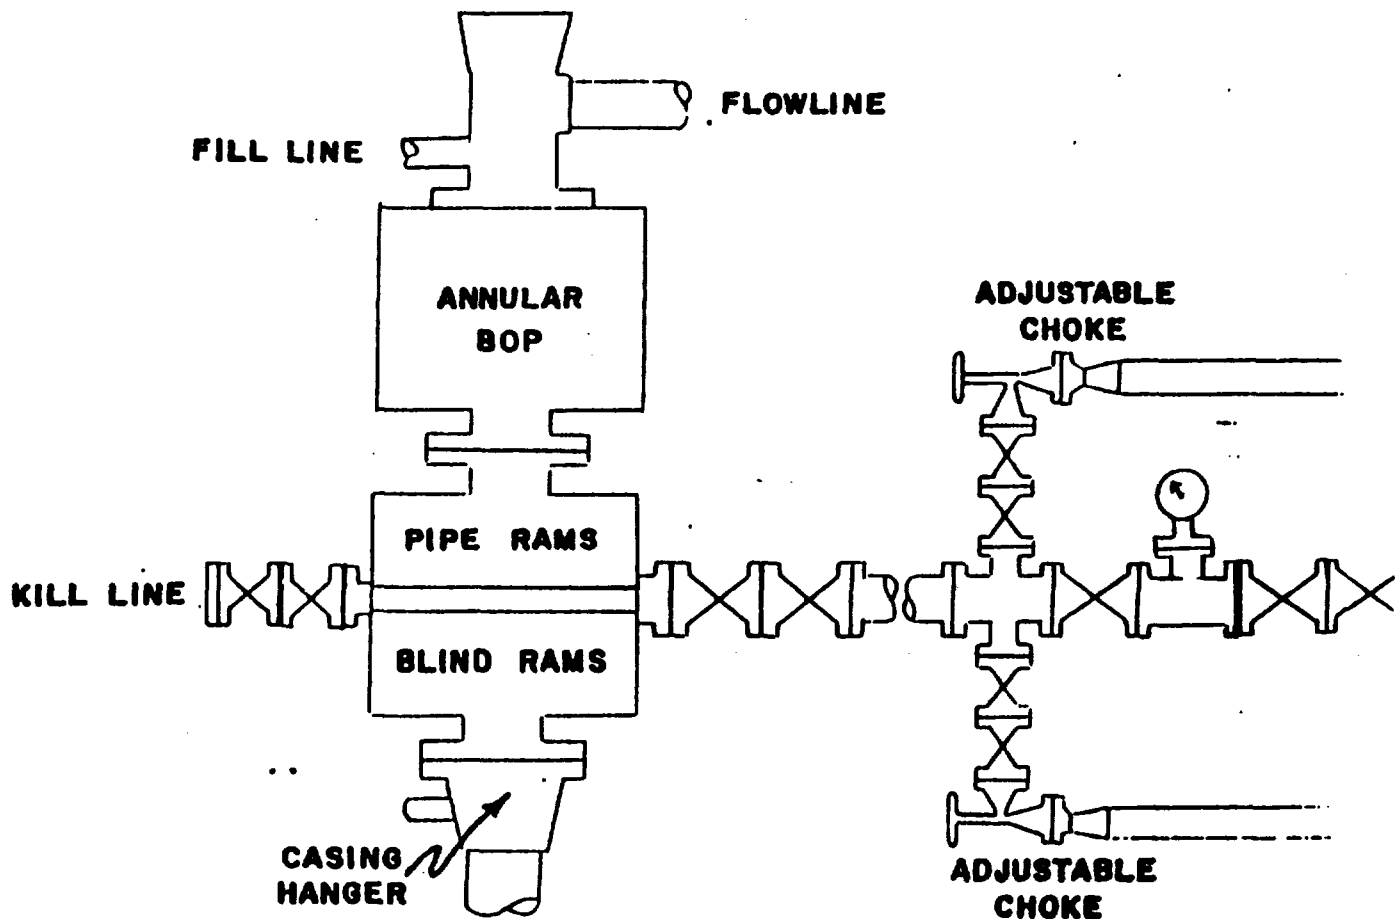 FLOWLINE
FILL LINE
ANNULAR
BOP
ADJUSTABLE
CHOKE
PIPE RAMS
KILL LINE
BLIND RAMS
CASING
HANGER
ADJUSTABLE
CHOKE